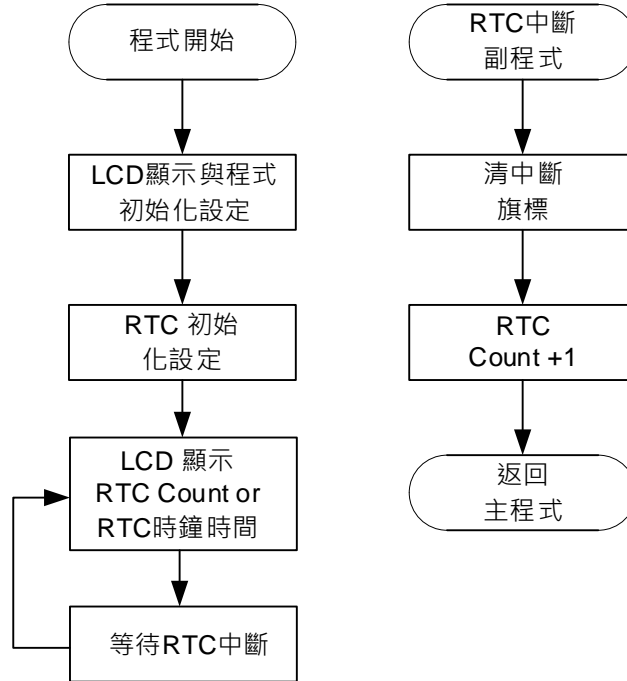 程式開始
LCD顯示與程式
初始化設定
RTC 初始
化設定
LCD 顯示
RTC Count or
RTC時鐘時間
等待RTC中斷
RTC中斷
副程式
清中斷
旗標
RTC
Count +1
返回
主程式